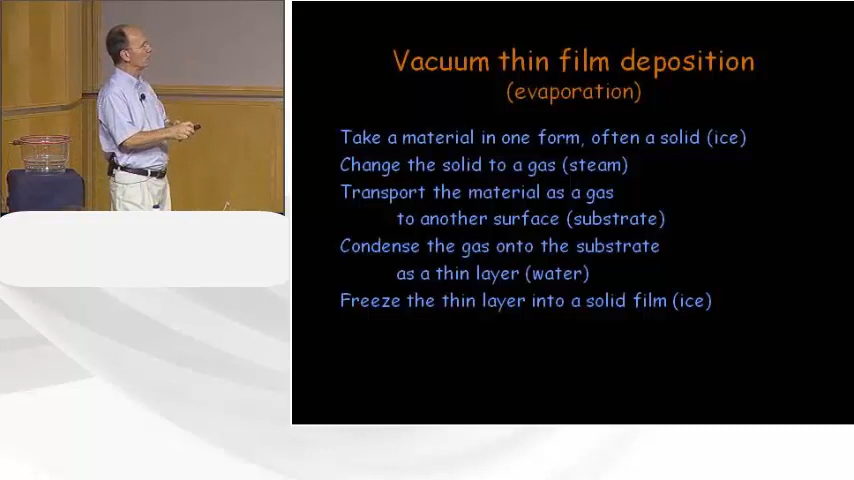 Vacuum thin film deposition
(evaporation)
Take a material in one form, often a solid (ice)
Change the solid to a gas (steam)
Transport the material as a gas
to another surface (substrate)
Condense the gas onto the substrate
as a thin layer (water)
Freeze the thin layer into a solid film (ice)